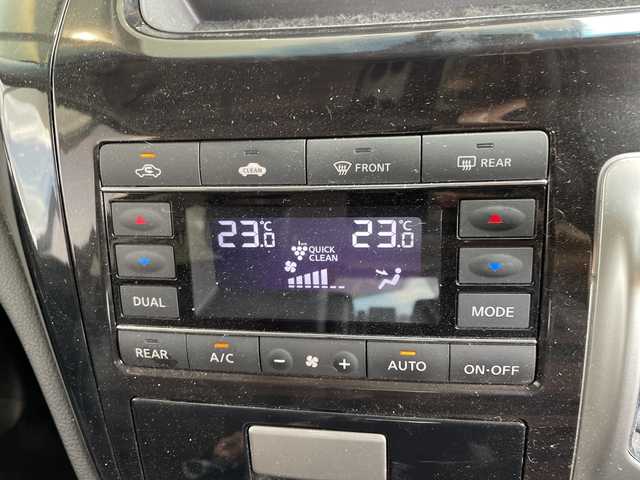 CLEAN
FRONT
REAR
23.0°C
23.0°C
QUICK
CLEAN
DUAL
MODE
REAR
A/C
AUTO
ON·OFF